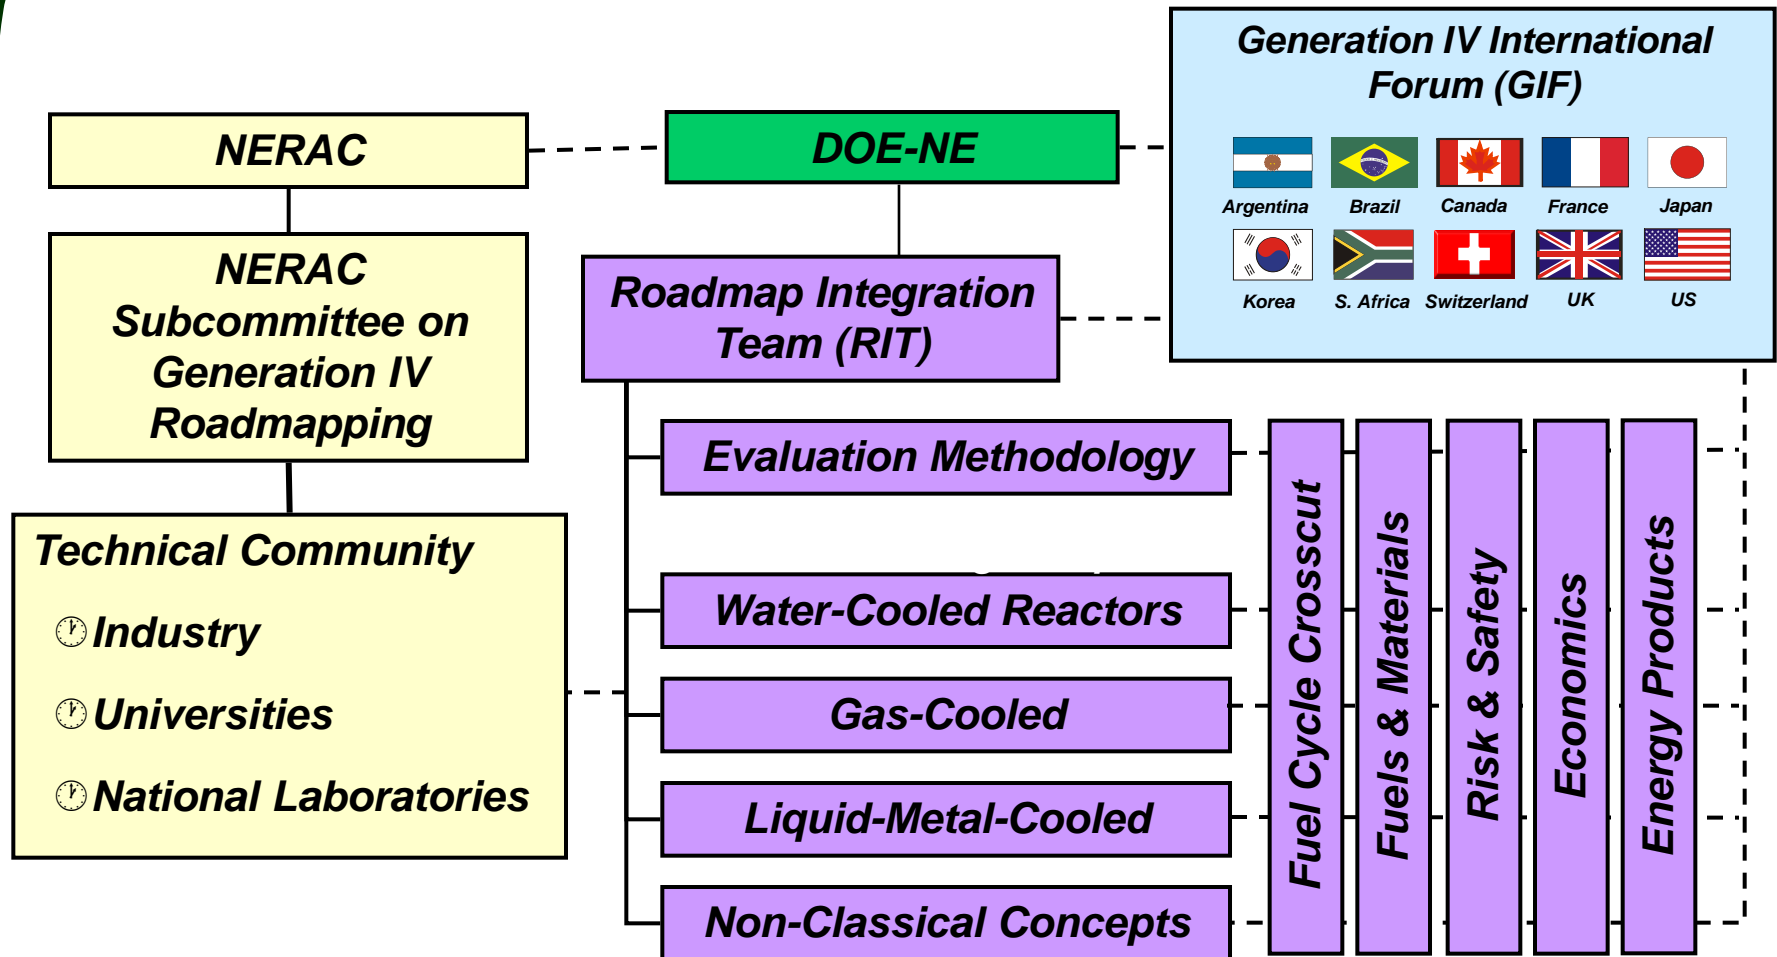 NERAC
DOE-NE
Generation IV International
Forum (GIF)
Argentina
Brazil
Canada
France
Japan
Korea
S. Africa
Switzerland
UK
US
NERAC
Subcommittee on
Generation IV
Roadmapping
Roadmap Integration
Team (RIT)
Technical Community
Industry
Universities
National Laboratories
Evaluation Methodology
Water-Cooled Reactors
Gas-Cooled
Liquid-Metal-Cooled
Non-Classical Concepts
Fuel Cycle Crosscut
Fuels & Materials
Risk & Safety
Economics
Energy Products